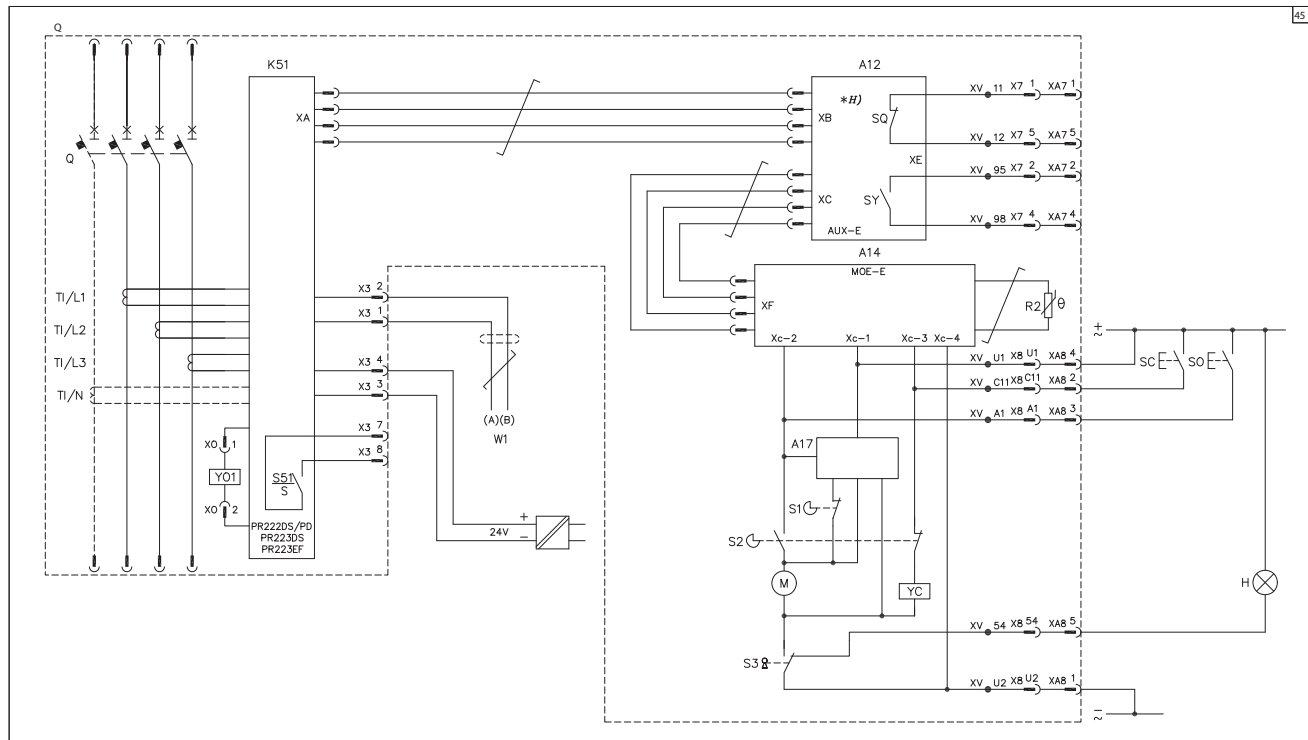 45
Q
K51
A12
XA
*H)
XB
SQ
XE
XC
SY
AUX-E
XV 11 X7 1 XA7 1
XV 12 X7 5 XA7 5
XV 95 X7 2 XA7 2
XV 98 X7 4 XA7 4
Q
A14
MOE-E
XF
R2 θ
Xc-2 Xc-1 Xc-3 Xc-4
TI/L1
TI/L2
TI/L3
TI/N
X3 2
X3 1
X3 4
X3 3
X3 7
X3 8
(A)(B)
W1
+
~
XV U1 X8 U1 XA8 4
XV C11 X8 C11 XA8 2
XV A1 X8 A1 XA8 3
SC
SO
A17
XO 1
YO1
XO 2
S51
S
PR222DS/PD
PR223DS
PR223EF
+
24V
–
S1
S2
M
YC
H
XV 54 X8 54 XA8 5
S3
XV U2 X8 U2 XA8 1
–
~